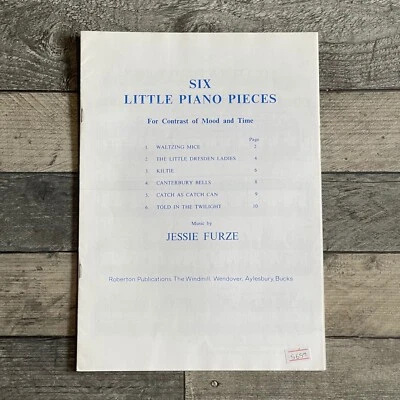 SIX
LITTLE PIANO PIECES
For Contrast of Mood and Time
Page
1. WALTZING MICE 2
2. THE LITTLE DRESDEN LADIES 4
3. KILTIE 6
4. CANTERBURY BELLS 8
5. CATCH AS CATCH CAN 9
6. TOLD IN THE TWILIGHT 10
Music by
JESSIE FURZE
Roberton Publications, The Windmill, Wendover, Aylesbury, Bucks